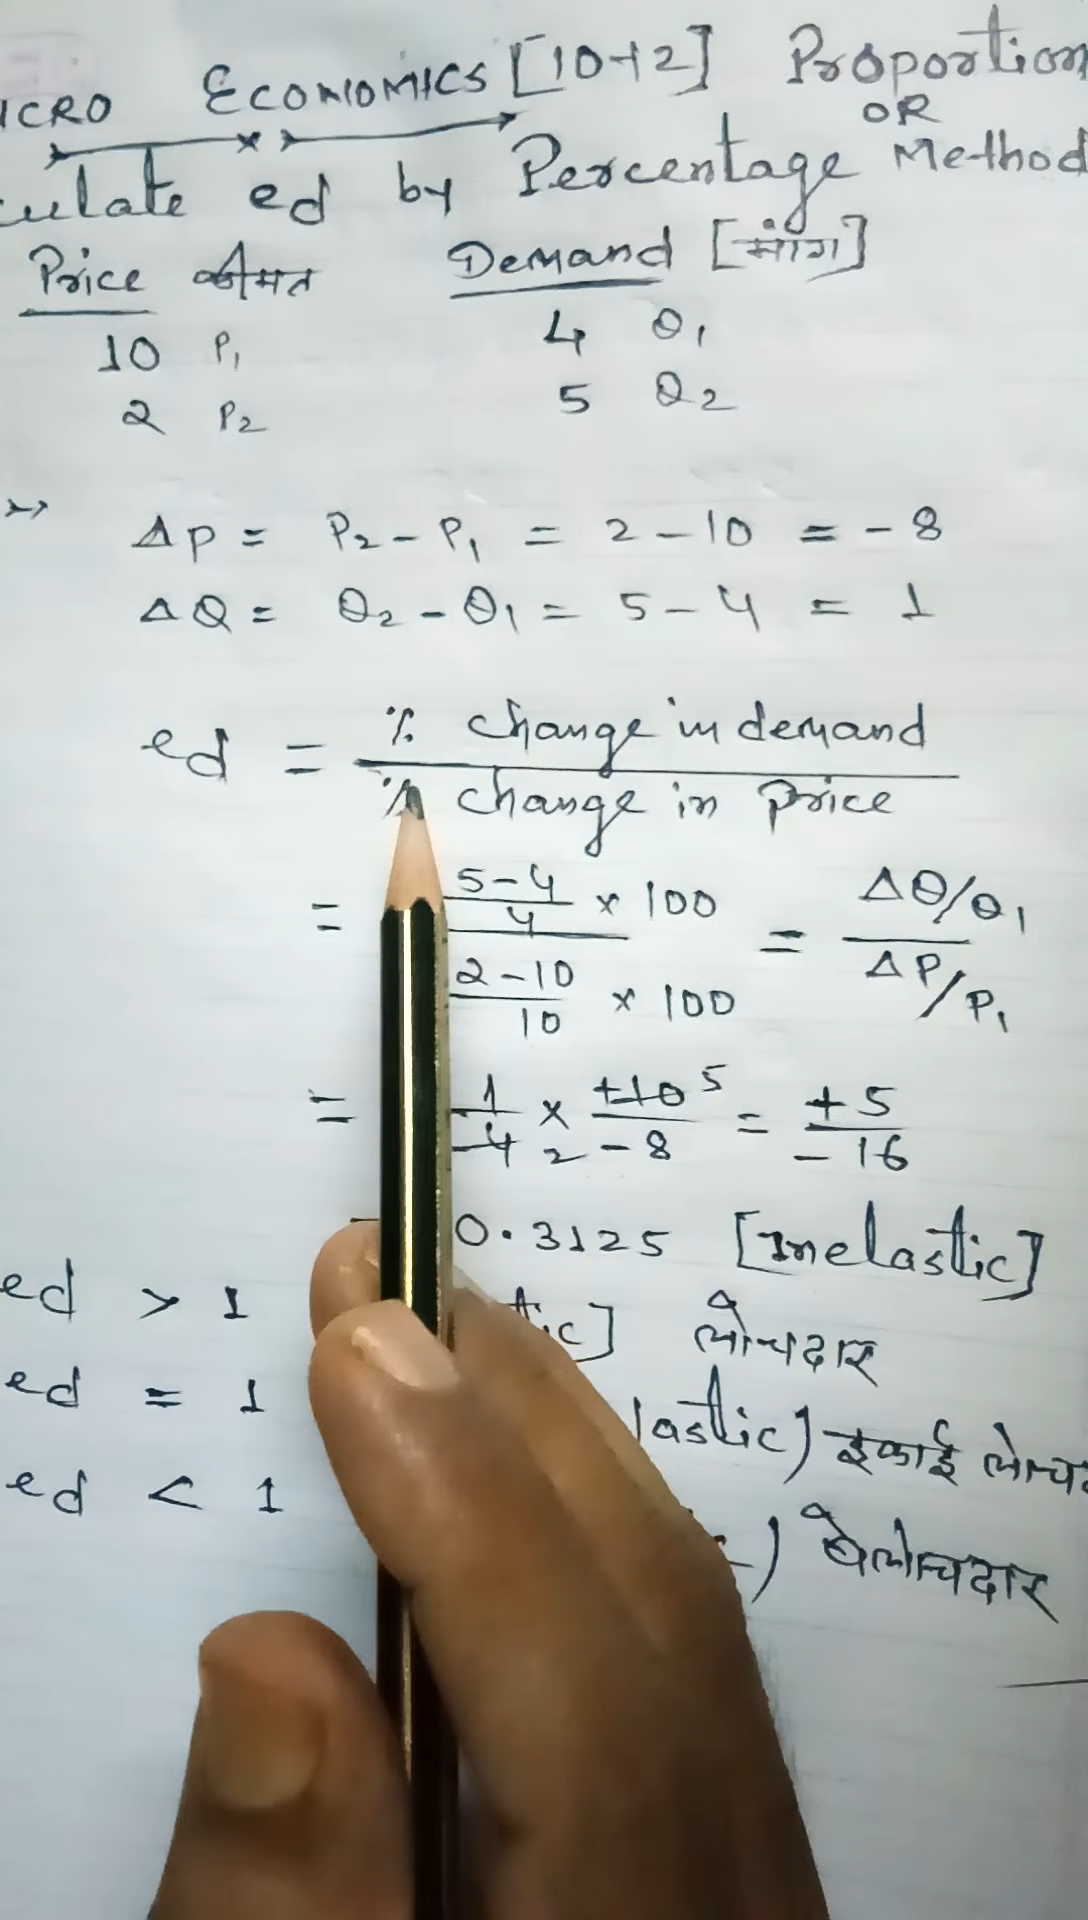 ICRO ECONOMICS [10+2] Proportion
OR
culate ed by Percentage Method
Price कीमत Demand [मांग]
10 P₁ 4 Q₁
2 P₂ 5 Q₂
ΔP = P₂ - P₁ = 2 - 10 = - 8
ΔQ = Q₂ - Q₁ = 5 - 4 = 1
ed = % change in demand
% change in price
= 5-4/4 × 100 = ΔQ/Q₁
2-10/10 × 100 ΔP/P₁
= 1/4 × +10 5/2 -8 = +5/-16
0.3125 [Inelastic]
ed > 1 tic] लोचदार
ed = 1 lastic) इकाई लोच
ed < 1 ) बेलोचदार